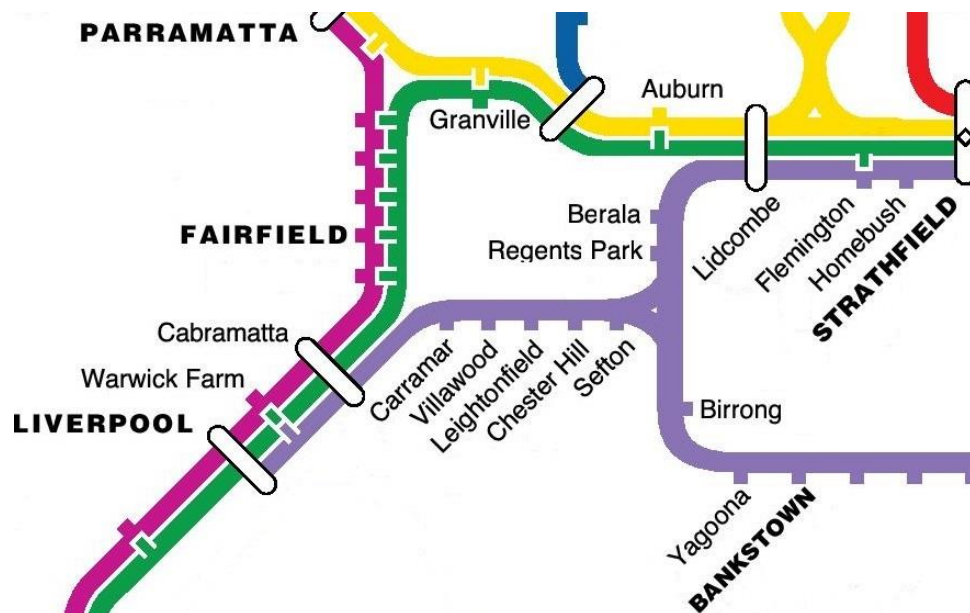 PARRAMATTA
Auburn
Granville
Berala
Regents Park
Lidcombe
Flemington
Homebush
STRATHFIELD
FAIRFIELD
Cabramatta
Warwick Farm
LIVERPOOL
Carramar
Villawood
Leightonfield
Chester Hill
Sefton
Birrong
Yagoona
BANKSTOWN